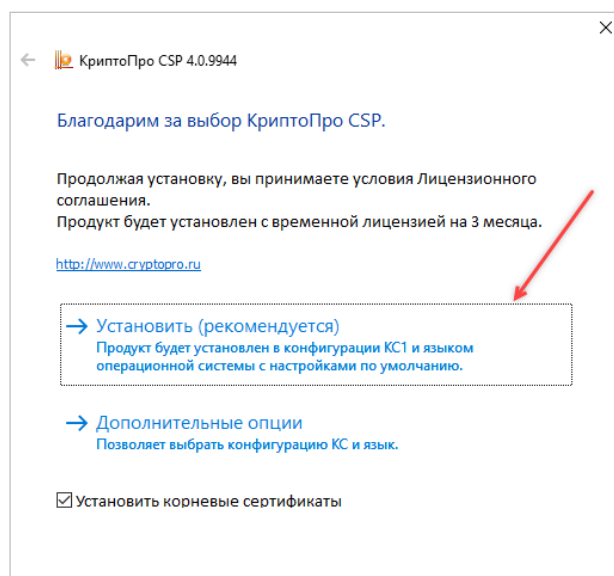 КриптоПро CSP 4.0.9944
Благодарим за выбор КриптоПро CSP.
Продолжая установку, вы принимаете условия Лицензионного
соглашения.
Продукт будет установлен с временной лицензией на 3 месяца.
http://www.cryptopro.ru
Установить (рекомендуется)
Продукт будет установлен в конфигурации КС1 и языком
операционной системы с настройками по умолчанию.
Дополнительные опции
Позволяет выбрать конфигурацию КС и язык.
Установить корневые сертификаты